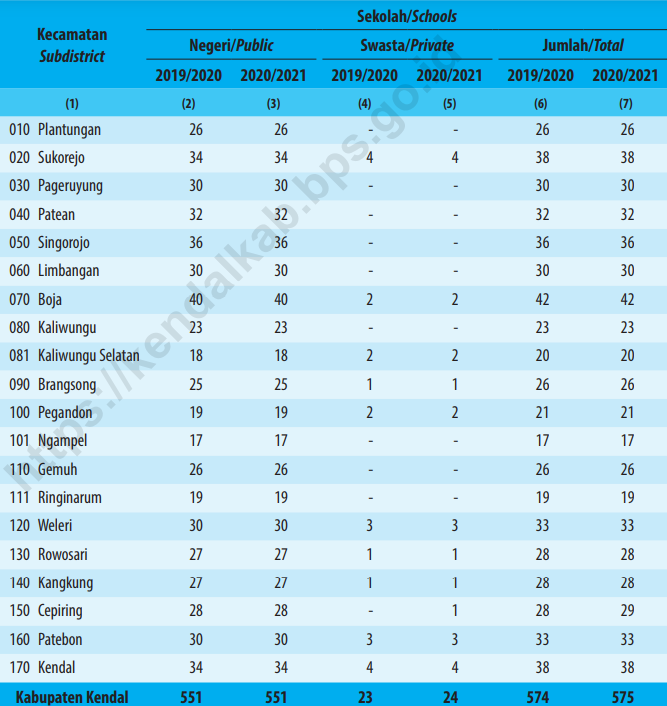 Kecamatan
Subdistrict
Sekolah/Schools
Negeri/Public Swasta/Private Jumlah/Total
2019/2020 2020/2021 2019/2020 2020/2021 2019/2020 2020/2021
(1) (2) (3) (4) (5) (6) (7)
010 Plantungan 26 26 - - 26 26
020 Sukorejo 34 34 4 4 38 38
030 Pageruyung 30 30 - - 30 30
040 Patean 32 32 - - 32 32
050 Singorojo 36 36 - - 36 36
060 Limbangan 30 30 - - 30 30
070 Boja 40 40 2 2 42 42
080 Kaliwungu 23 23 - - 23 23
081 Kaliwungu Selatan 18 18 2 2 20 20
090 Brangsong 25 25 1 1 26 26
100 Pegandon 19 19 2 2 21 21
101 Ngampel 17 17 - - 17 17
110 Gemuh 26 26 - - 26 26
111 Ringinarum 19 19 - - 19 19
120 Weleri 30 30 3 3 33 33
130 Rowosari 27 27 1 1 28 28
140 Kangkung 27 27 1 1 28 28
150 Cepiring 28 28 - 1 28 29
160 Patebon 30 30 3 3 33 33
170 Kendal 34 34 4 4 38 38
Kabupaten Kendal 551 551 23 24 574 575
https://kendalkab.bps.go.id